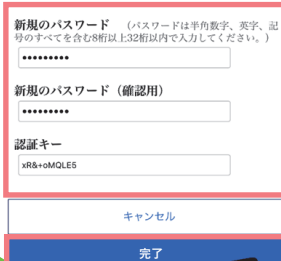 新規のパスワード （パスワードは半角数字、英字、記
号のすべてを含む8桁以上32桁以内で入力してください。）
•••••••••
新規のパスワード（確認用）
•••••••••
認証キー
xR&+oMQLE5
キャンセル
完了